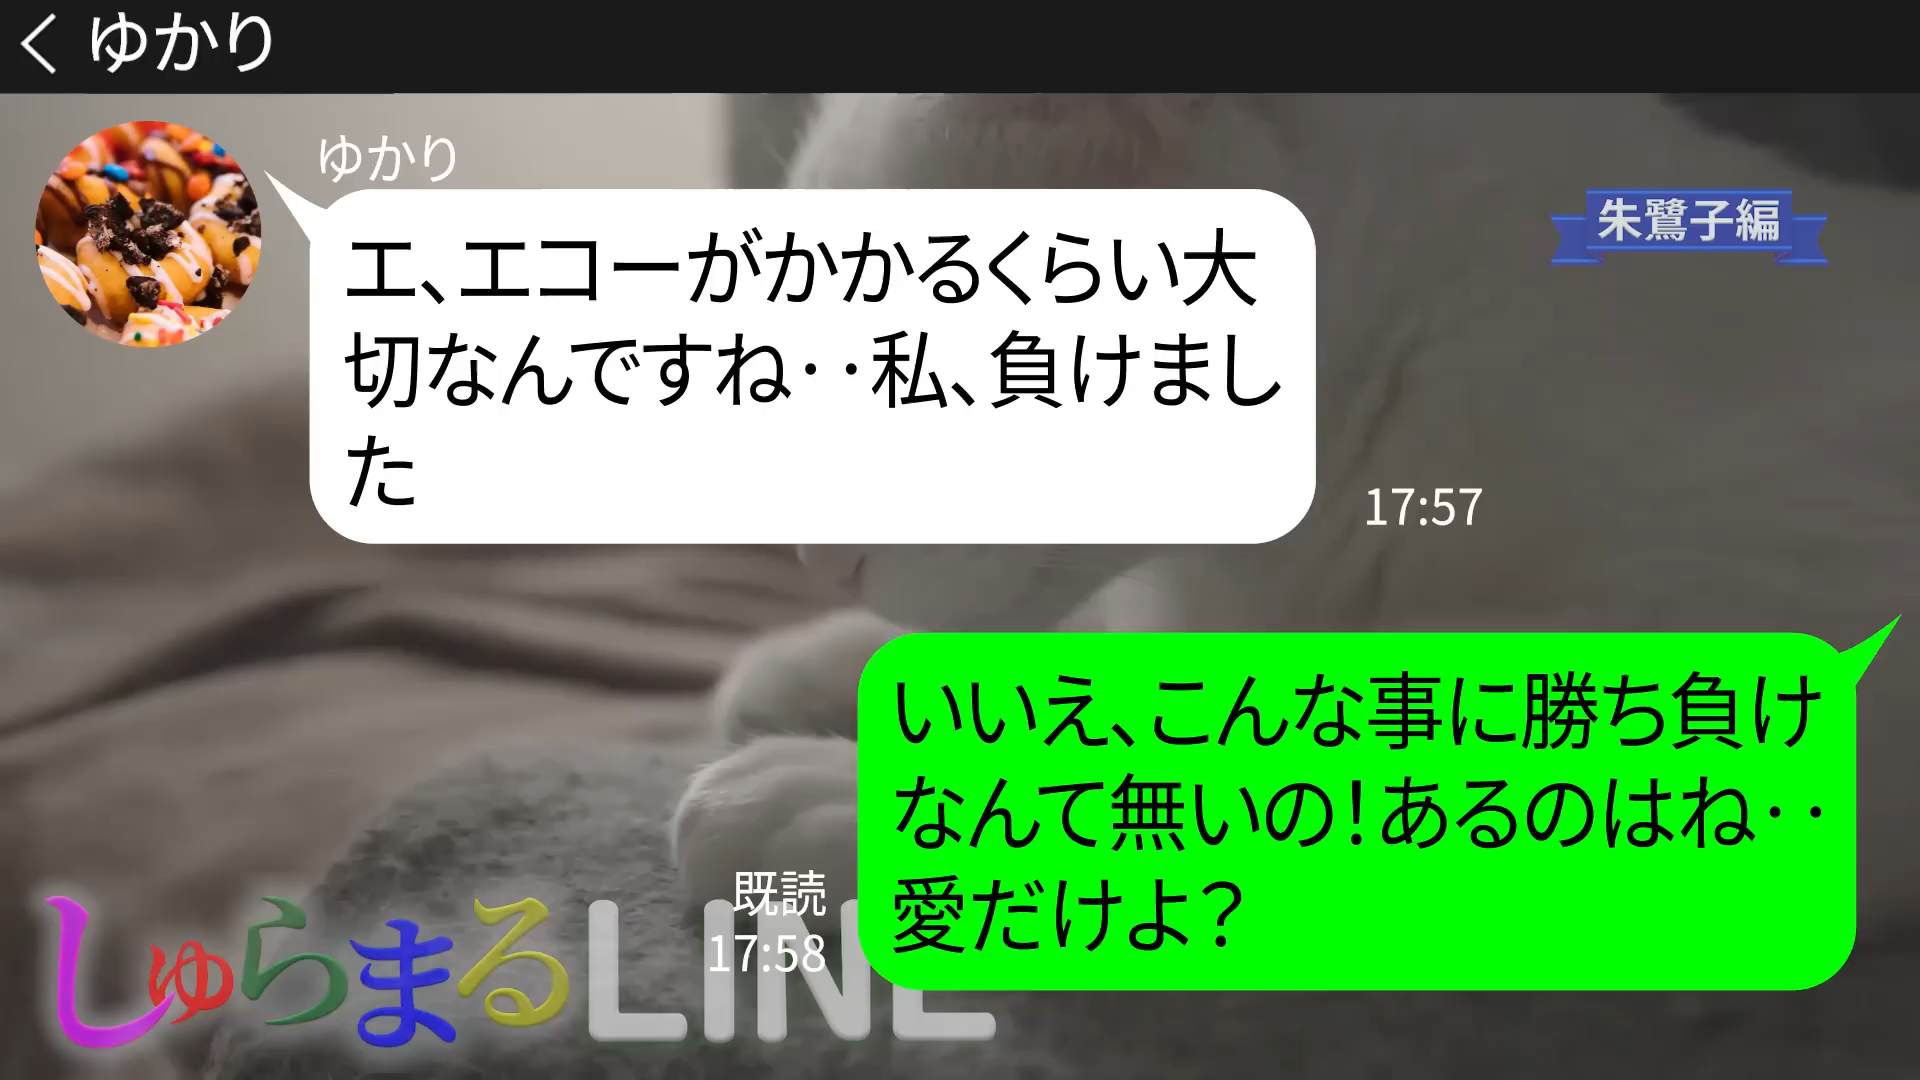 ゆかり
ゆかり
朱鷺子編
エ、エコーがかかるくらい大
切なんですね‥私、負けまし
た
17:57
いいえ、こんな事に勝ち負け
なんて無いの！あるのはね‥
愛だけよ？
既読
17:58
しゅらまるLINE